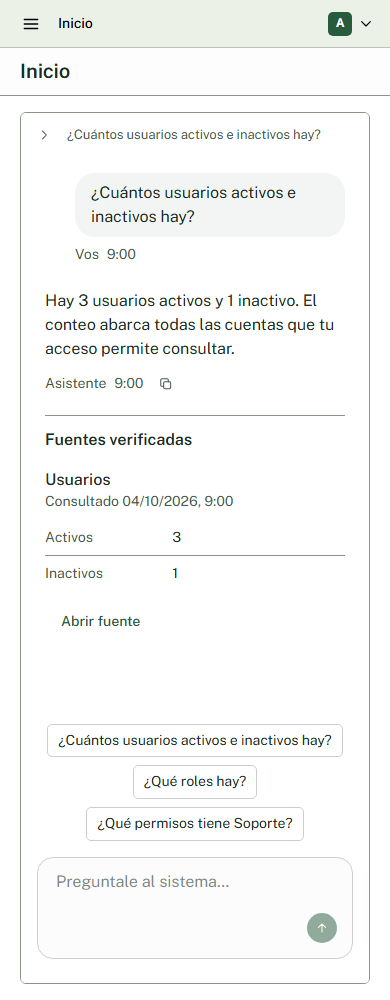 Inicio
A
Inicio
¿Cuántos usuarios activos e inactivos hay?
¿Cuántos usuarios activos e
inactivos hay?
Vos 9:00
Hay 3 usuarios activos y 1 inactivo. El
conteo abarca todas las cuentas que tu
acceso permite consultar.
Asistente 9:00
Fuentes verificadas
Usuarios
Consultado 04/10/2026, 9:00
Activos 3
Inactivos 1
Abrir fuente
¿Cuántos usuarios activos e inactivos hay?
¿Qué roles hay?
¿Qué permisos tiene Soporte?
Preguntale al sistema...